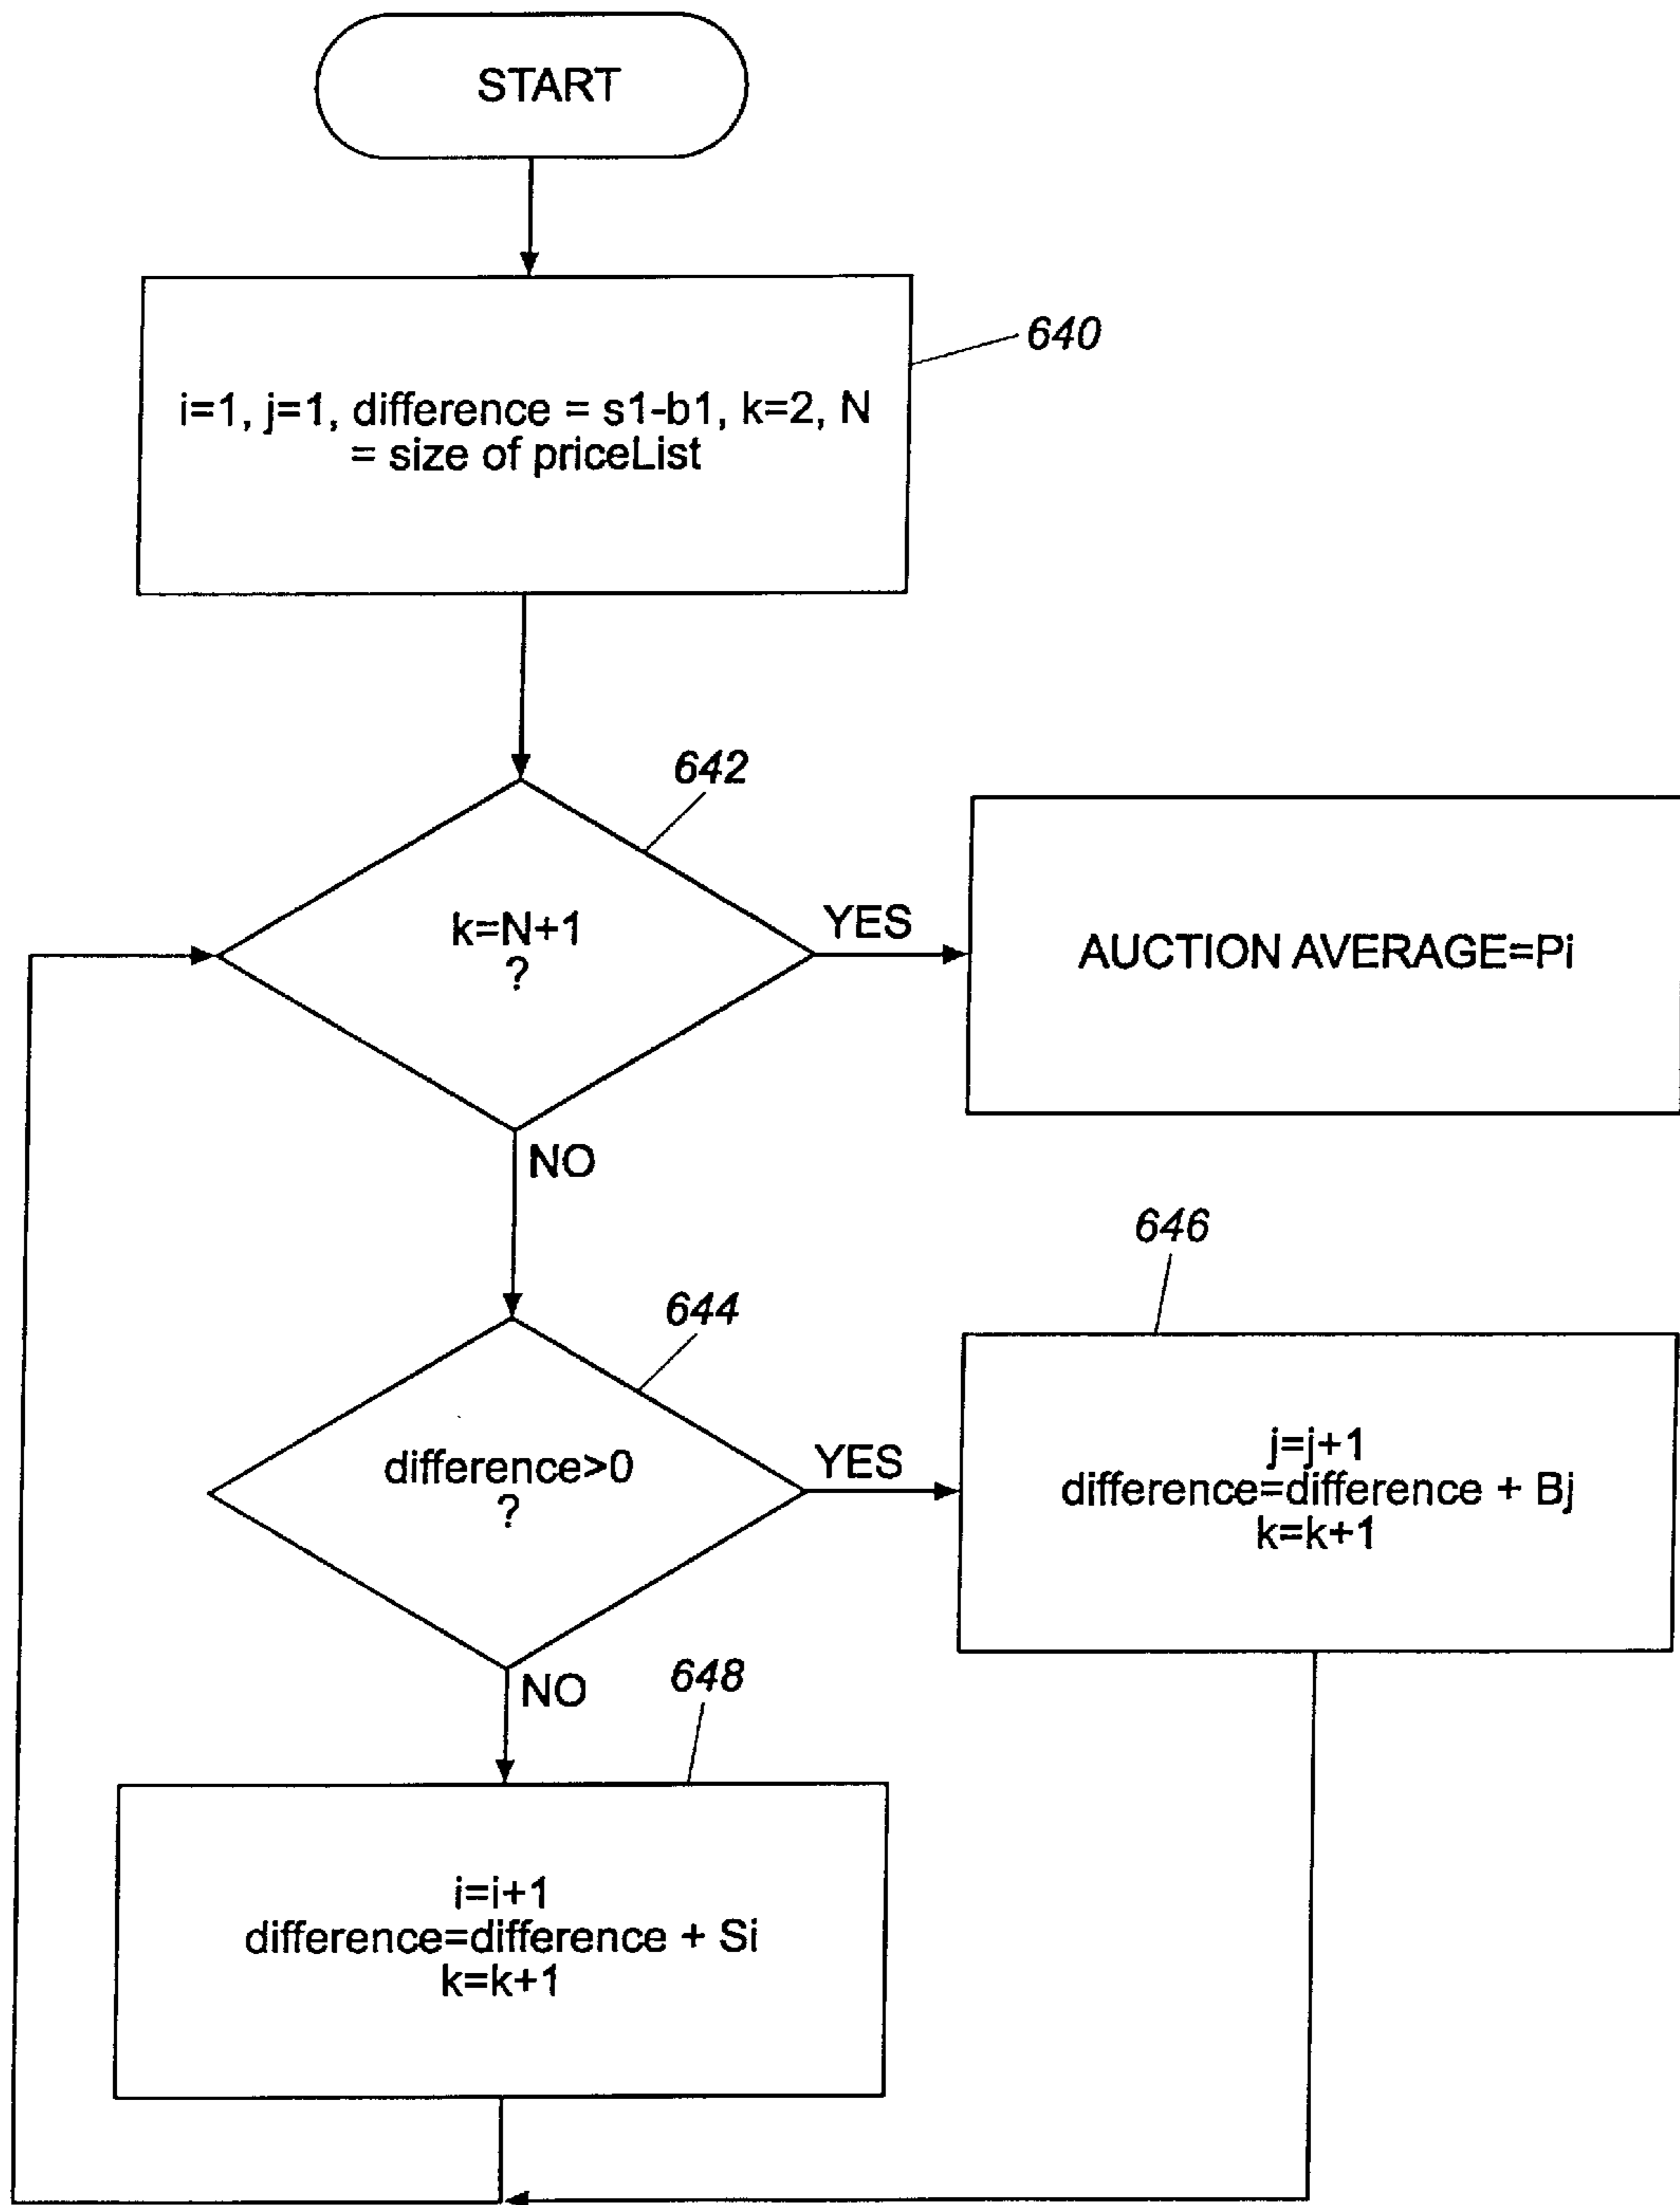 START
640
i=1, j=1, difference = s1-b1, k=2, N
= size of priceList
642
k=N+1
?
YES
AUCTION AVERAGE=Pi
NO
644
difference>0
?
YES
646
j=j+1
difference=difference + Bj
k=k+1
NO
648
i=i+1
difference=difference + Si
k=k+1